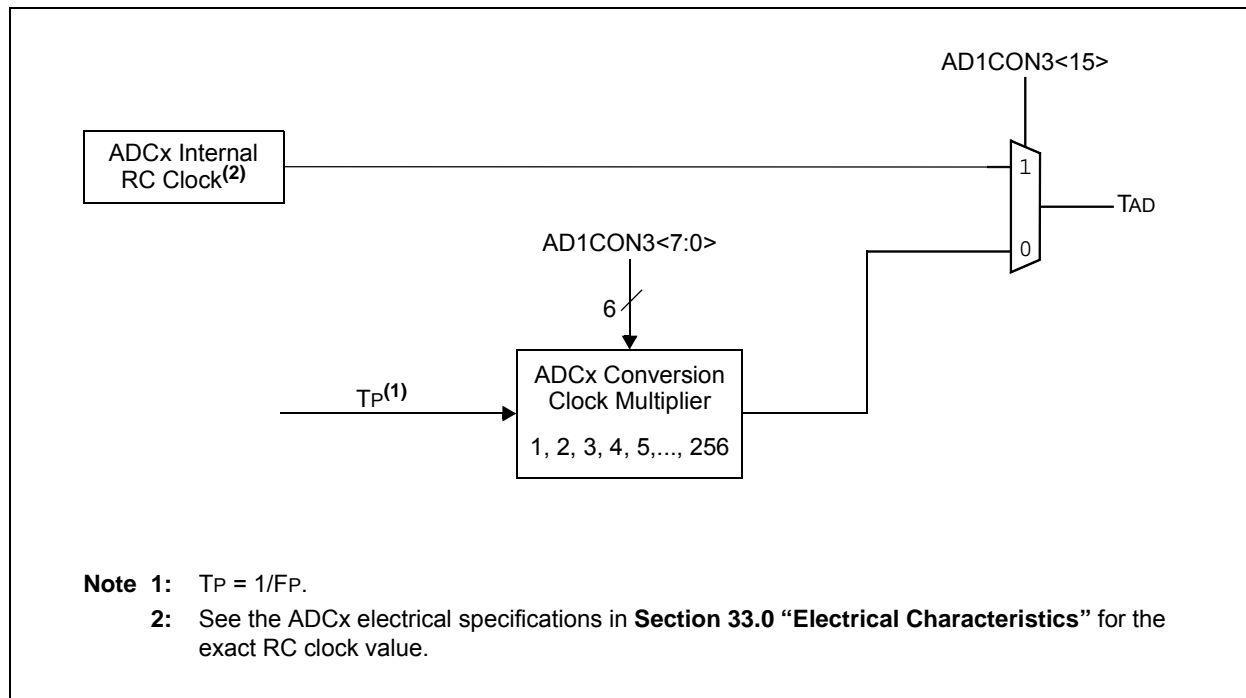 AD1CON3<15>
ADCx Internal
RC Clock(2)
1
TAD
0
AD1CON3<7:0>
6
ADCx Conversion
Clock Multiplier
TP(1)
1, 2, 3, 4, 5,..., 256
Note 1: TP = 1/FP.
2: See the ADCx electrical specifications in Section 33.0 “Electrical Characteristics” for the
exact RC clock value.